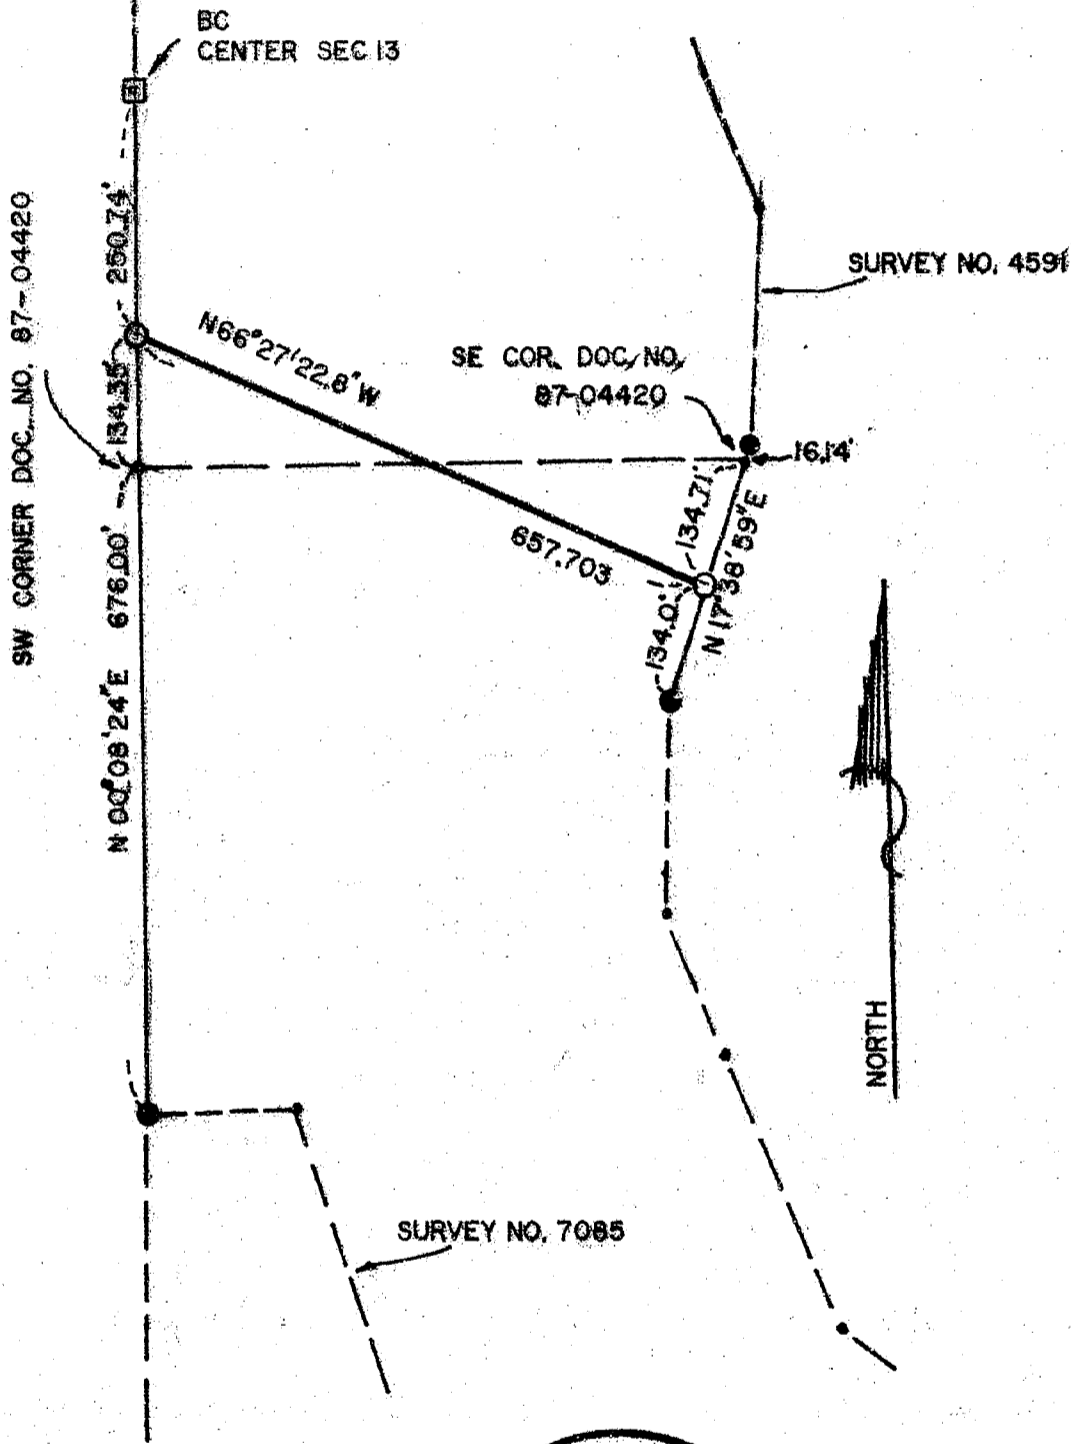 BC
CENTER SEC 13
SW CORNER DOC. NO. 87-04420
250.74'
134.35'
N 00°08'24"E 676.00'
N66°27'22.8"W
657.703
SE COR. DOC. NO.
87-04420
SURVEY NO. 4591
16.14'
134.71'
134.0'
N 17°38'59"E
NORTH
SURVEY NO. 7085